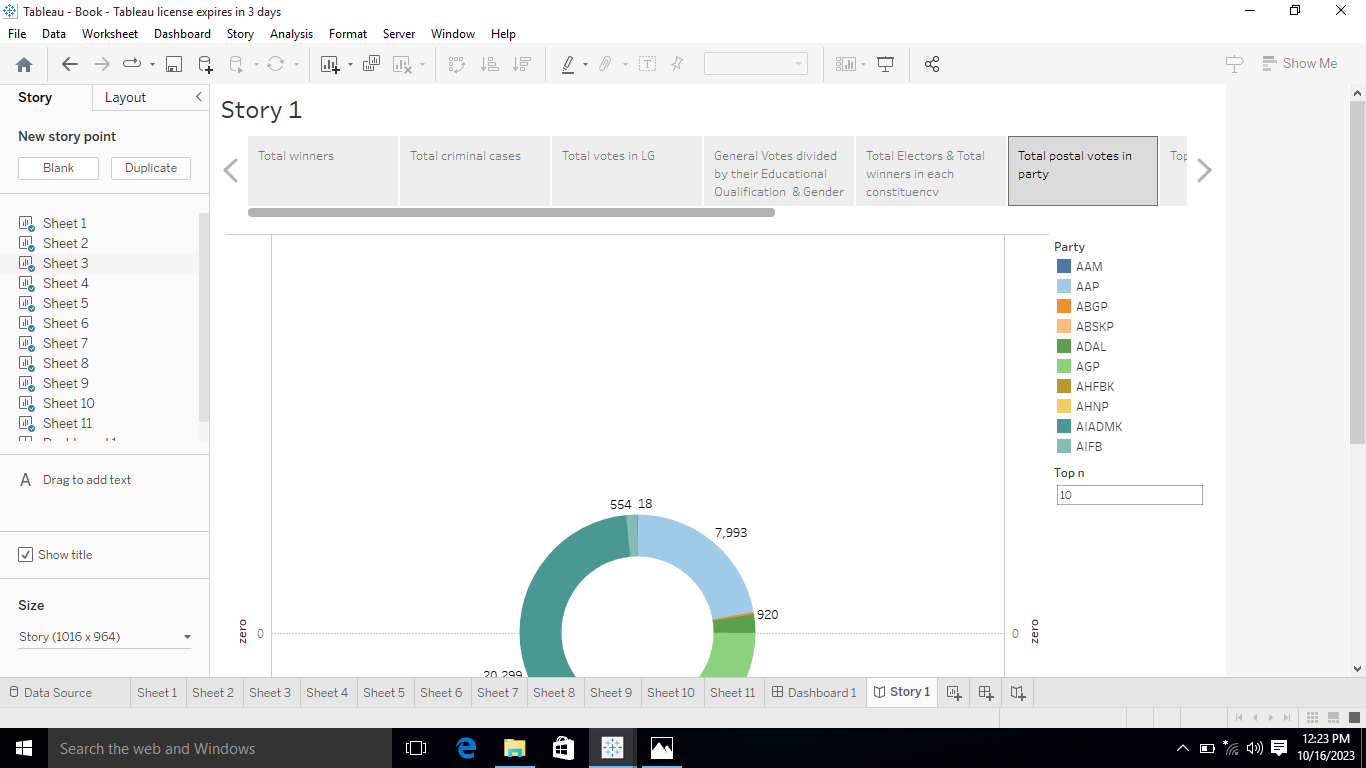 Tableau - Book - Tableau license expires in 3 days
File Data Worksheet Dashboard Story Analysis Format Server Window Help
Show Me
Story Layout
New story point
Blank Duplicate
Sheet 1
Sheet 2
Sheet 3
Sheet 4
Sheet 5
Sheet 6
Sheet 7
Sheet 8
Sheet 9
Sheet 10
Sheet 11
A Drag to add text
Show title
Size
Story (1016 x 964)
Story 1
Total winners
Total criminal cases
Total votes in LG
General Votes divided
by their Educational
Qualification & Gender
Total Electors & Total
winners in each
constituency
Total postal votes in
party
Top
Party
AAM
AAP
ABGP
ABSKP
ADAL
AGP
AHFBK
AHNP
AIADMK
AIFB
Top n
10
554 18
7,993
920
zero 0
0 zero
20,299
Data Source Sheet 1 Sheet 2 Sheet 3 Sheet 4 Sheet 5 Sheet 6 Sheet 7 Sheet 8 Sheet 9 Sheet 10 Sheet 11 Dashboard 1 Story 1
Search the web and Windows
12:23 PM
10/16/2023